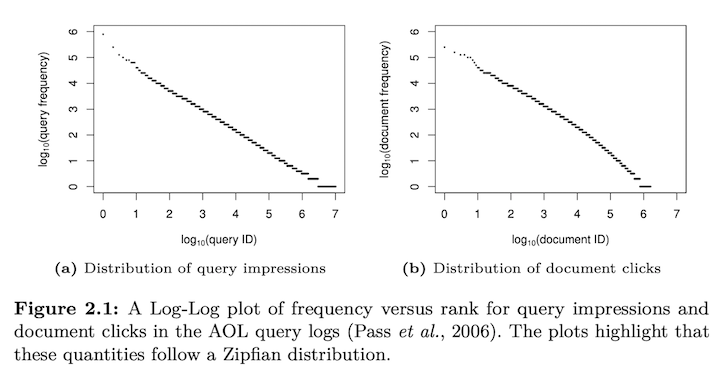 6
5
4
3
2
1
0
log10(query frequency)
0 1 2 3 4 5 6 7
log10(query ID)
(a) Distribution of query impressions
6
5
4
3
2
1
0
log10(document frequency)
0 1 2 3 4 5 6 7
log10(document ID)
(b) Distribution of document clicks
Figure 2.1: A Log-Log plot of frequency versus rank for query impressions and
document clicks in the AOL query logs (Pass et al., 2006). The plots highlight that
these quantities follow a Zipfian distribution.